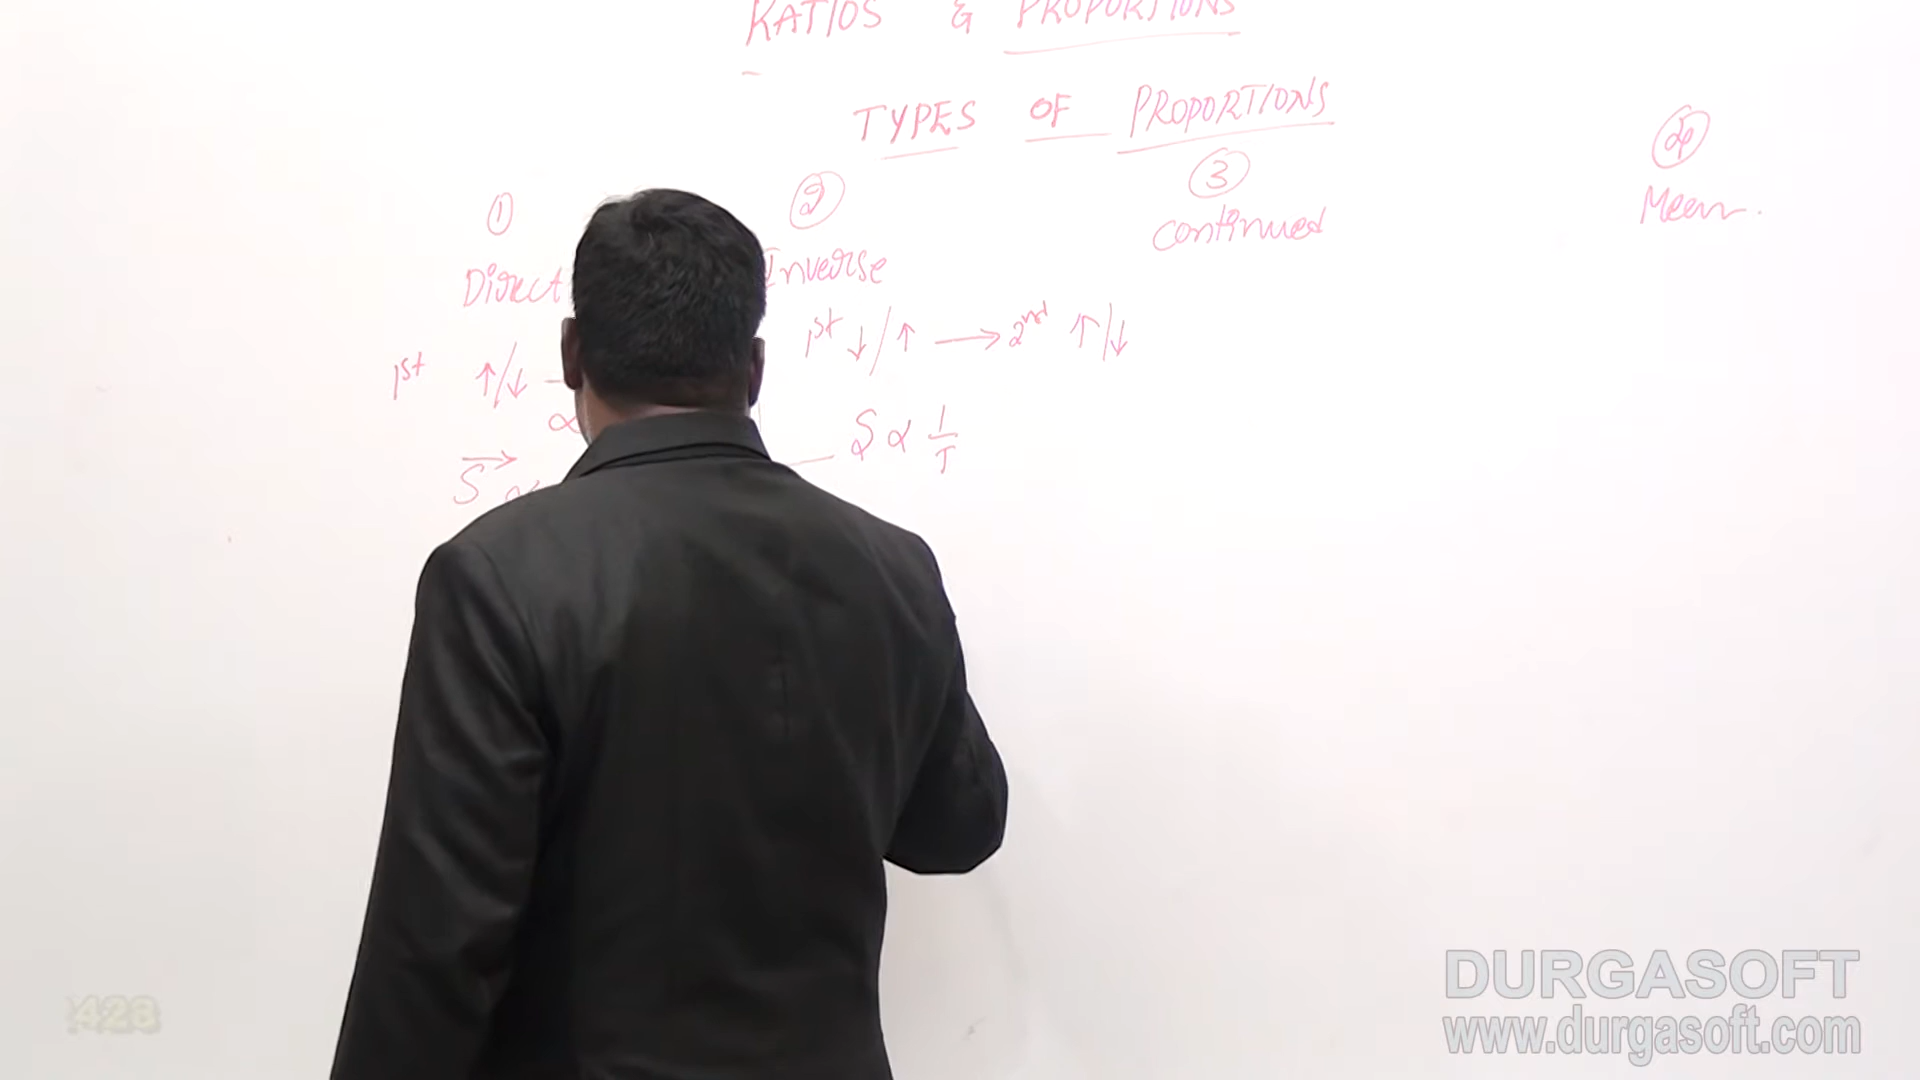 RATIOS & PROPORTIONS
TYPES OF PROPORTIONS
① ② ③ ④
Direct Inverse continued Mean.
1st ↑/↓ 1st ↓/↑ → 2nd ↑/↓
∝
S ∝ S ∝ 1/T
DURGASOFT
www.durgasoft.com